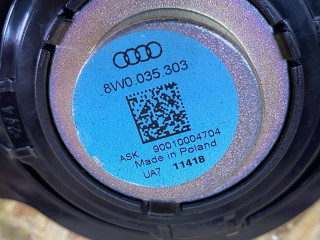 8W0.035.303
ASK 90010004704
Made in Poland
UA7 11418